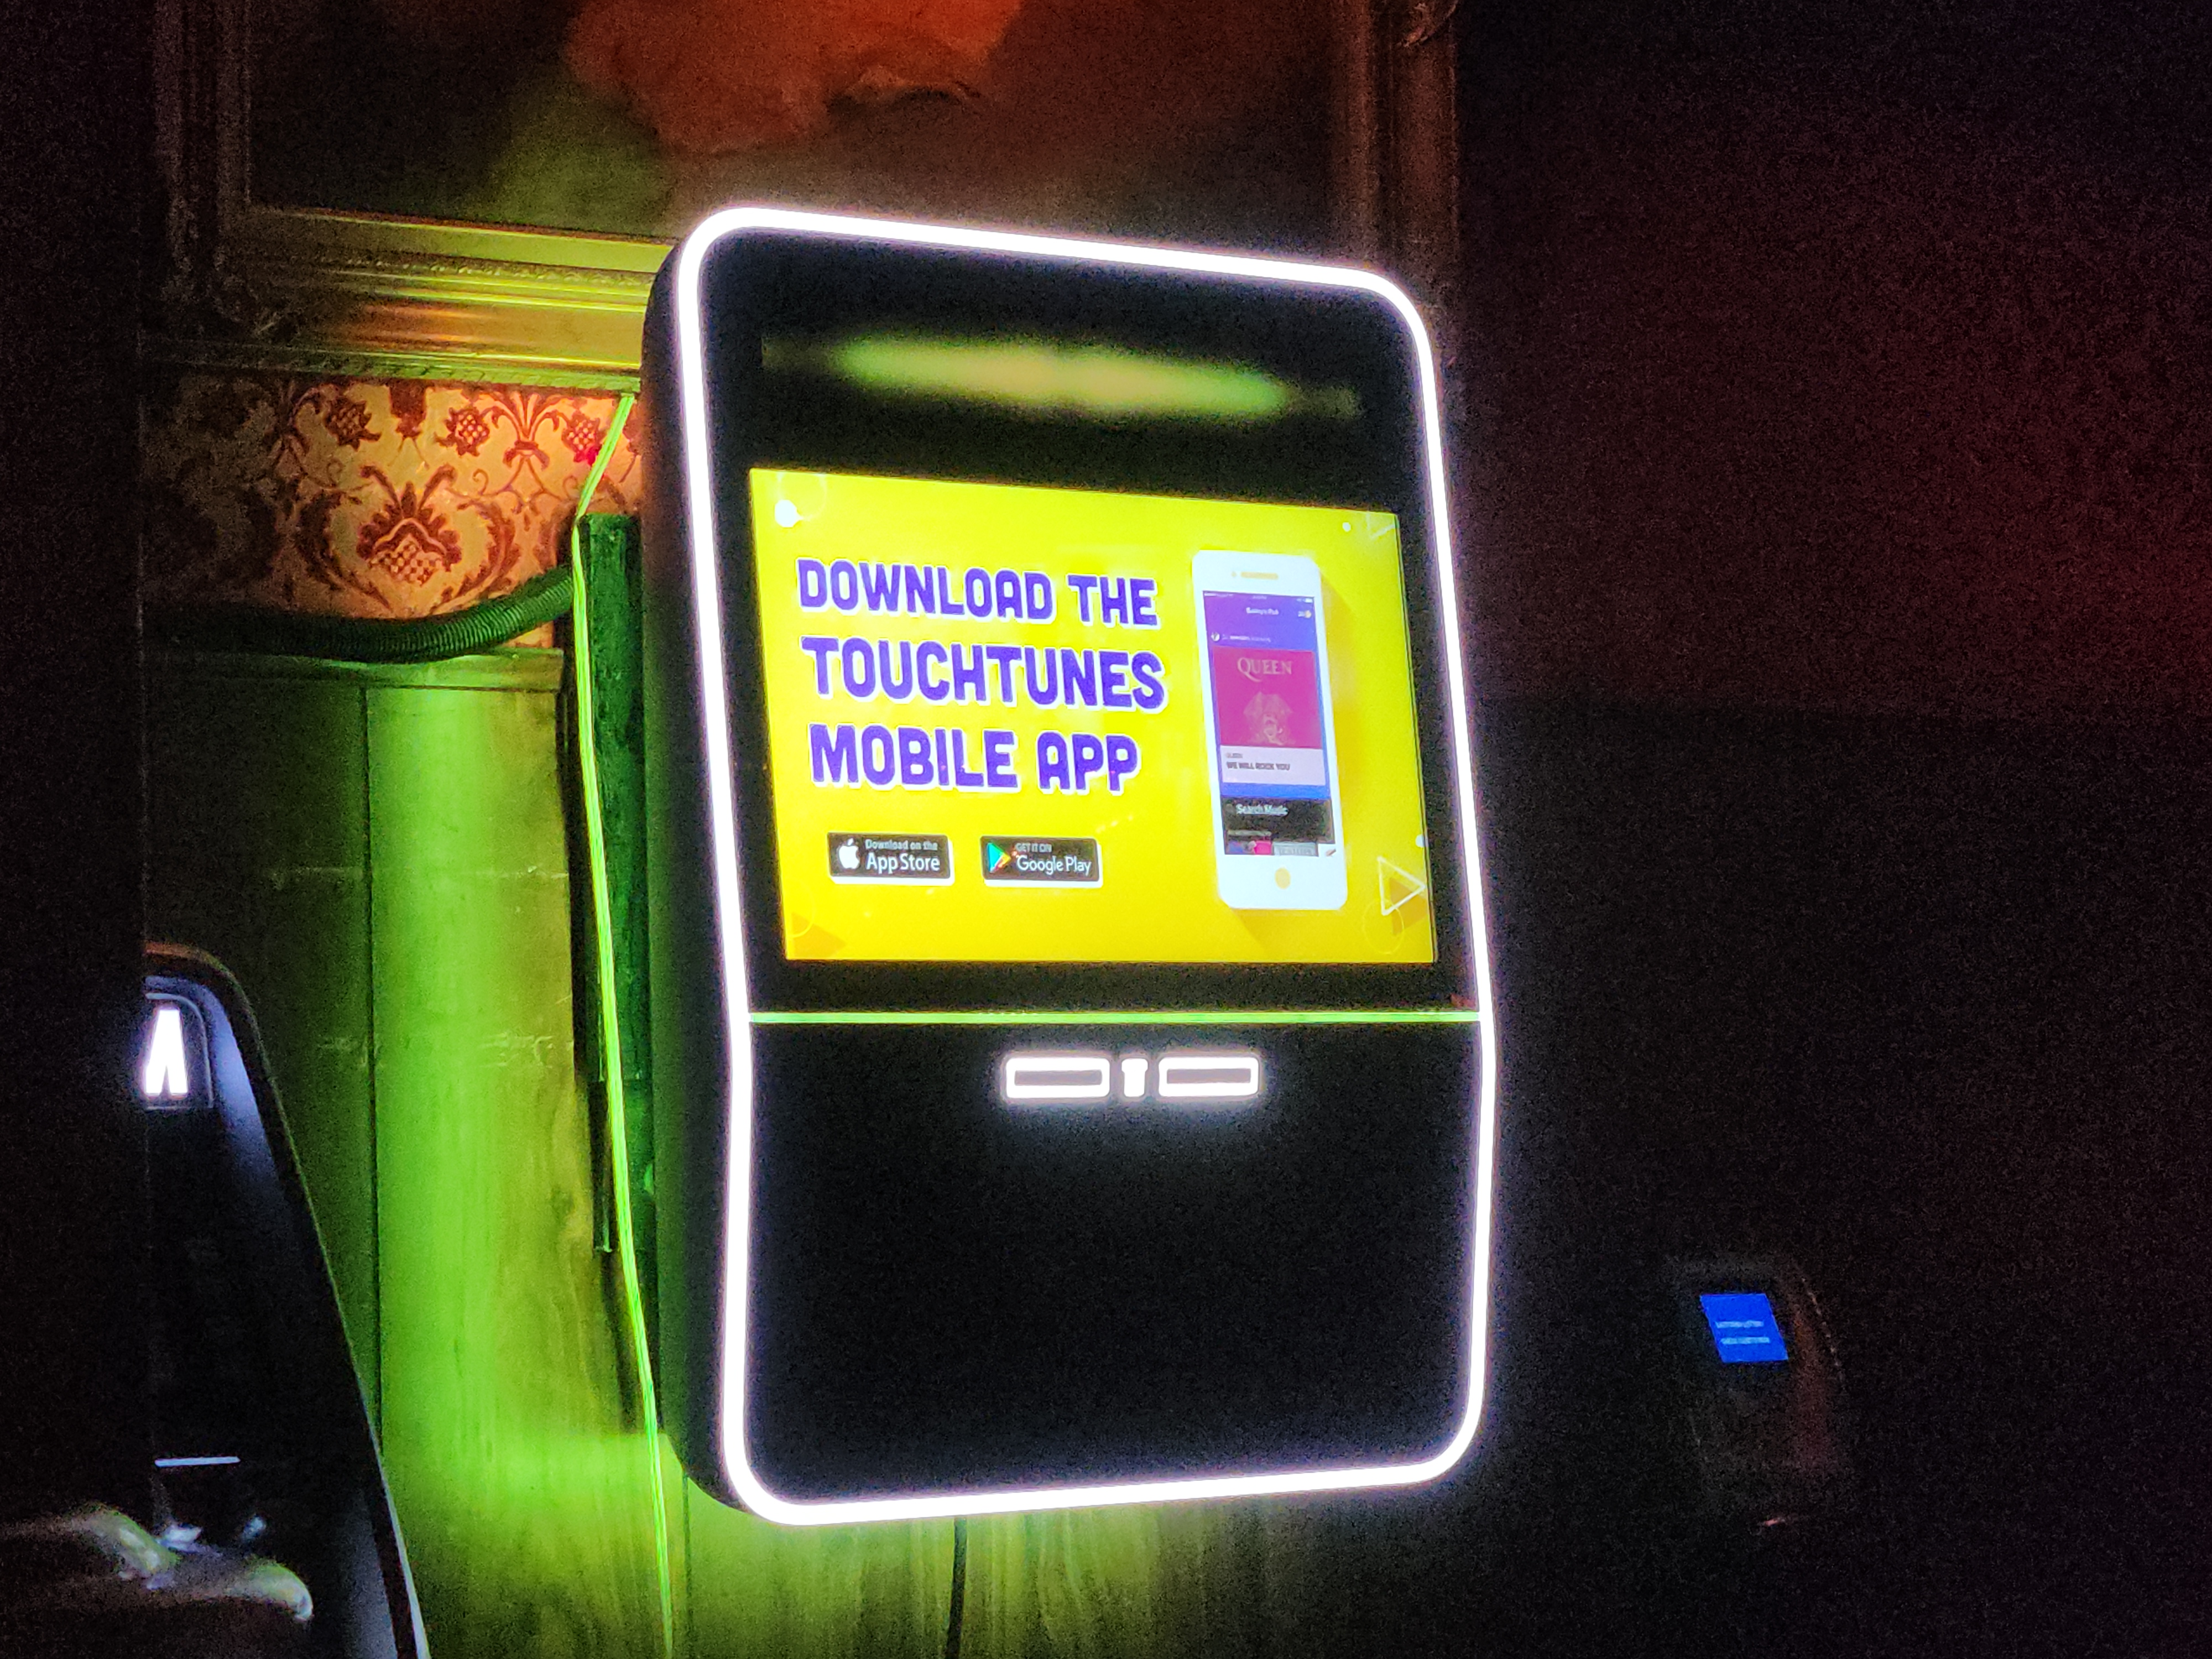 DOWNLOAD THE
TOUCHTUNES
MOBILE APP
Download on the
App Store
GET IT ON
Google Play
QUEEN
WE WILL ROCK YOU
Search Music